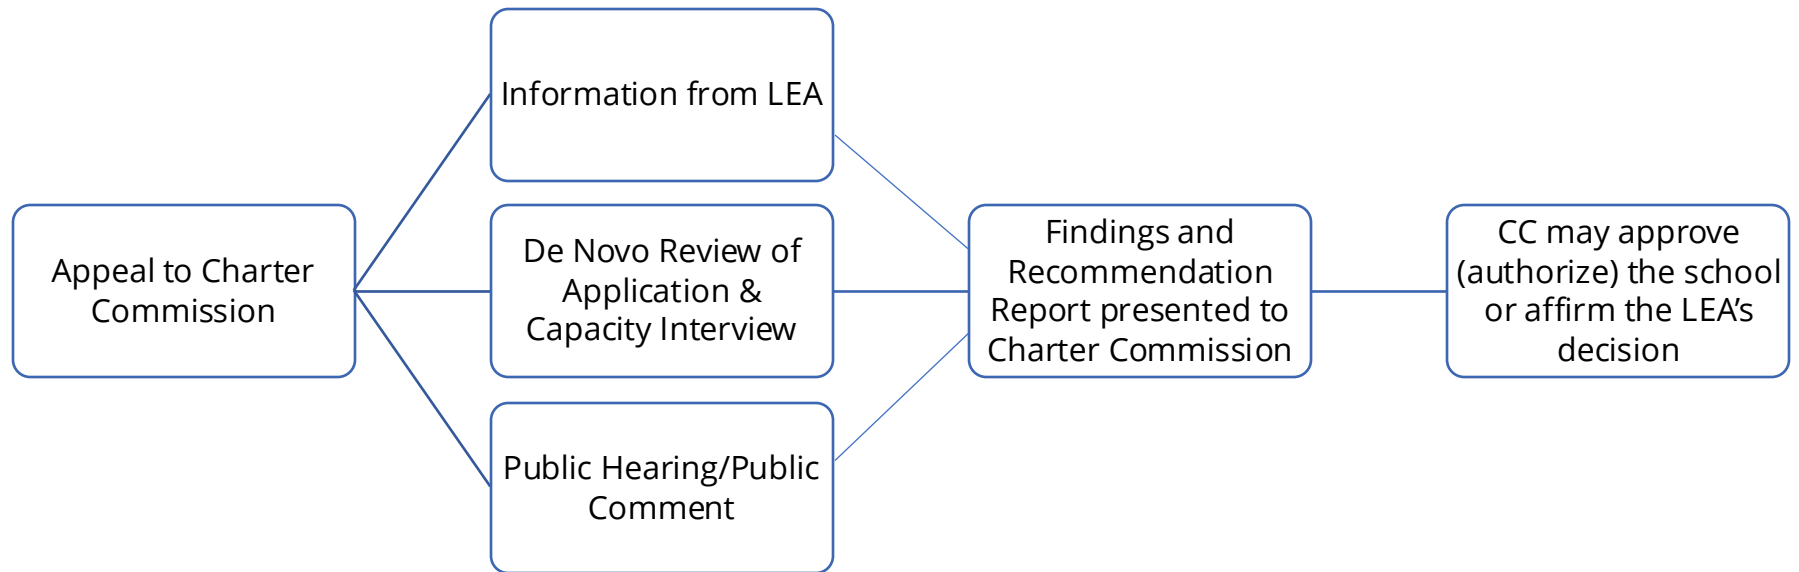 Appeal to Charter
Commission
Information from LEA
De Novo Review of
Application &
Capacity Interview
Public Hearing/Public
Comment
Findings and
Recommendation
Report presented to
Charter Commission
CC may approve
(authorize) the school
or affirm the LEA’s
decision